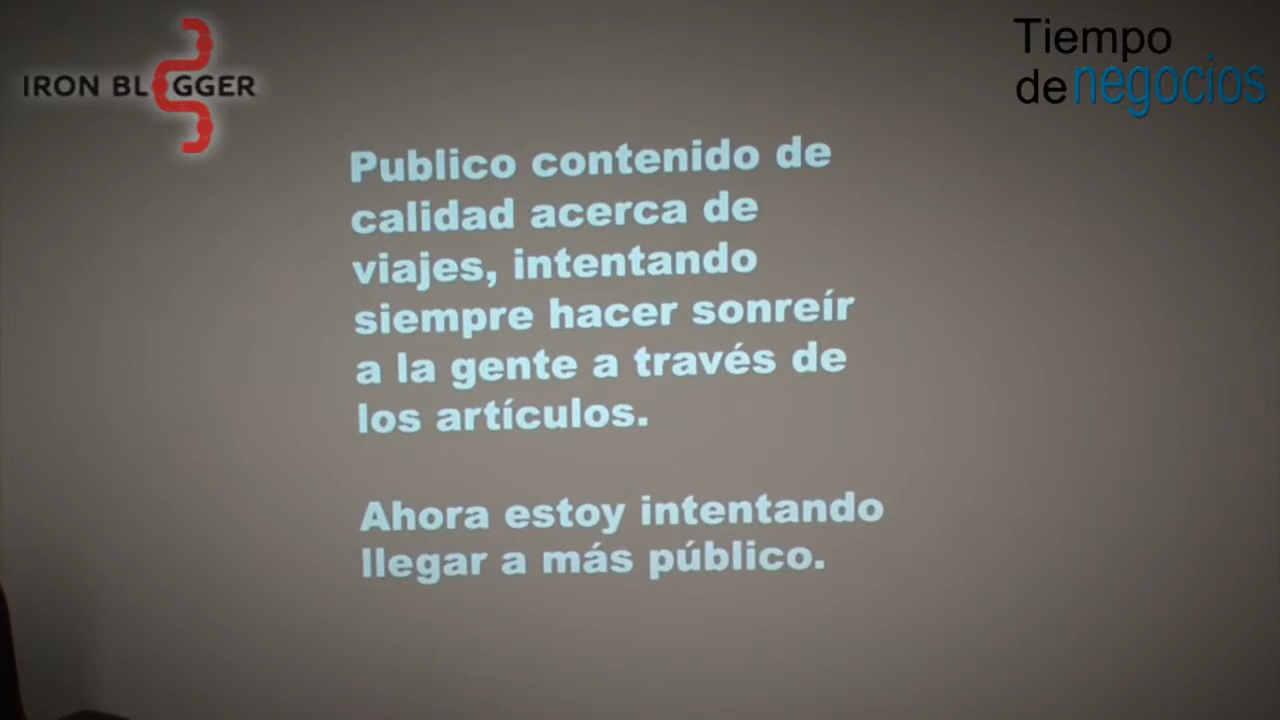 IRON BLOGGER
Tiempo
de negocios
Publico contenido de
calidad acerca de
viajes, intentando
siempre hacer sonreír
a la gente a través de
los artículos.
Ahora estoy intentando
llegar a más público.